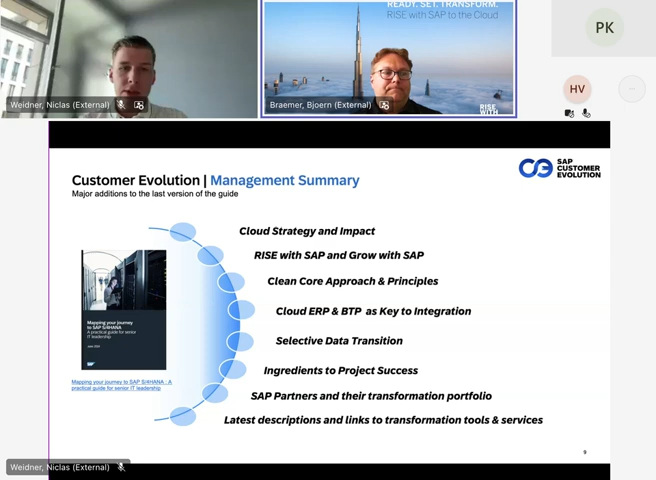 READY. SET. TRANSFORM.
RISE with SAP to the Cloud
PK
Weidner, Niclas (External)
Braemer, Bjoern (External)
RISE
WITH
HV
SAP
CUSTOMER
EVOLUTION
Customer Evolution | Management Summary
Major additions to the last version of the guide
Cloud Strategy and Impact
RISE with SAP and Grow with SAP
Clean Core Approach & Principles
Cloud ERP & BTP as Key to Integration
Selective Data Transition
Ingredients to Project Success
SAP Partners and their transformation portfolio
Latest descriptions and links to transformation tools & services
Mapping your journey
to SAP S/4HANA
A practical guide for senior
IT leadership
SAP
Mapping your journey to SAP S/4HANA : A
practical guide for senior IT leadership
9
Weidner, Niclas (External)